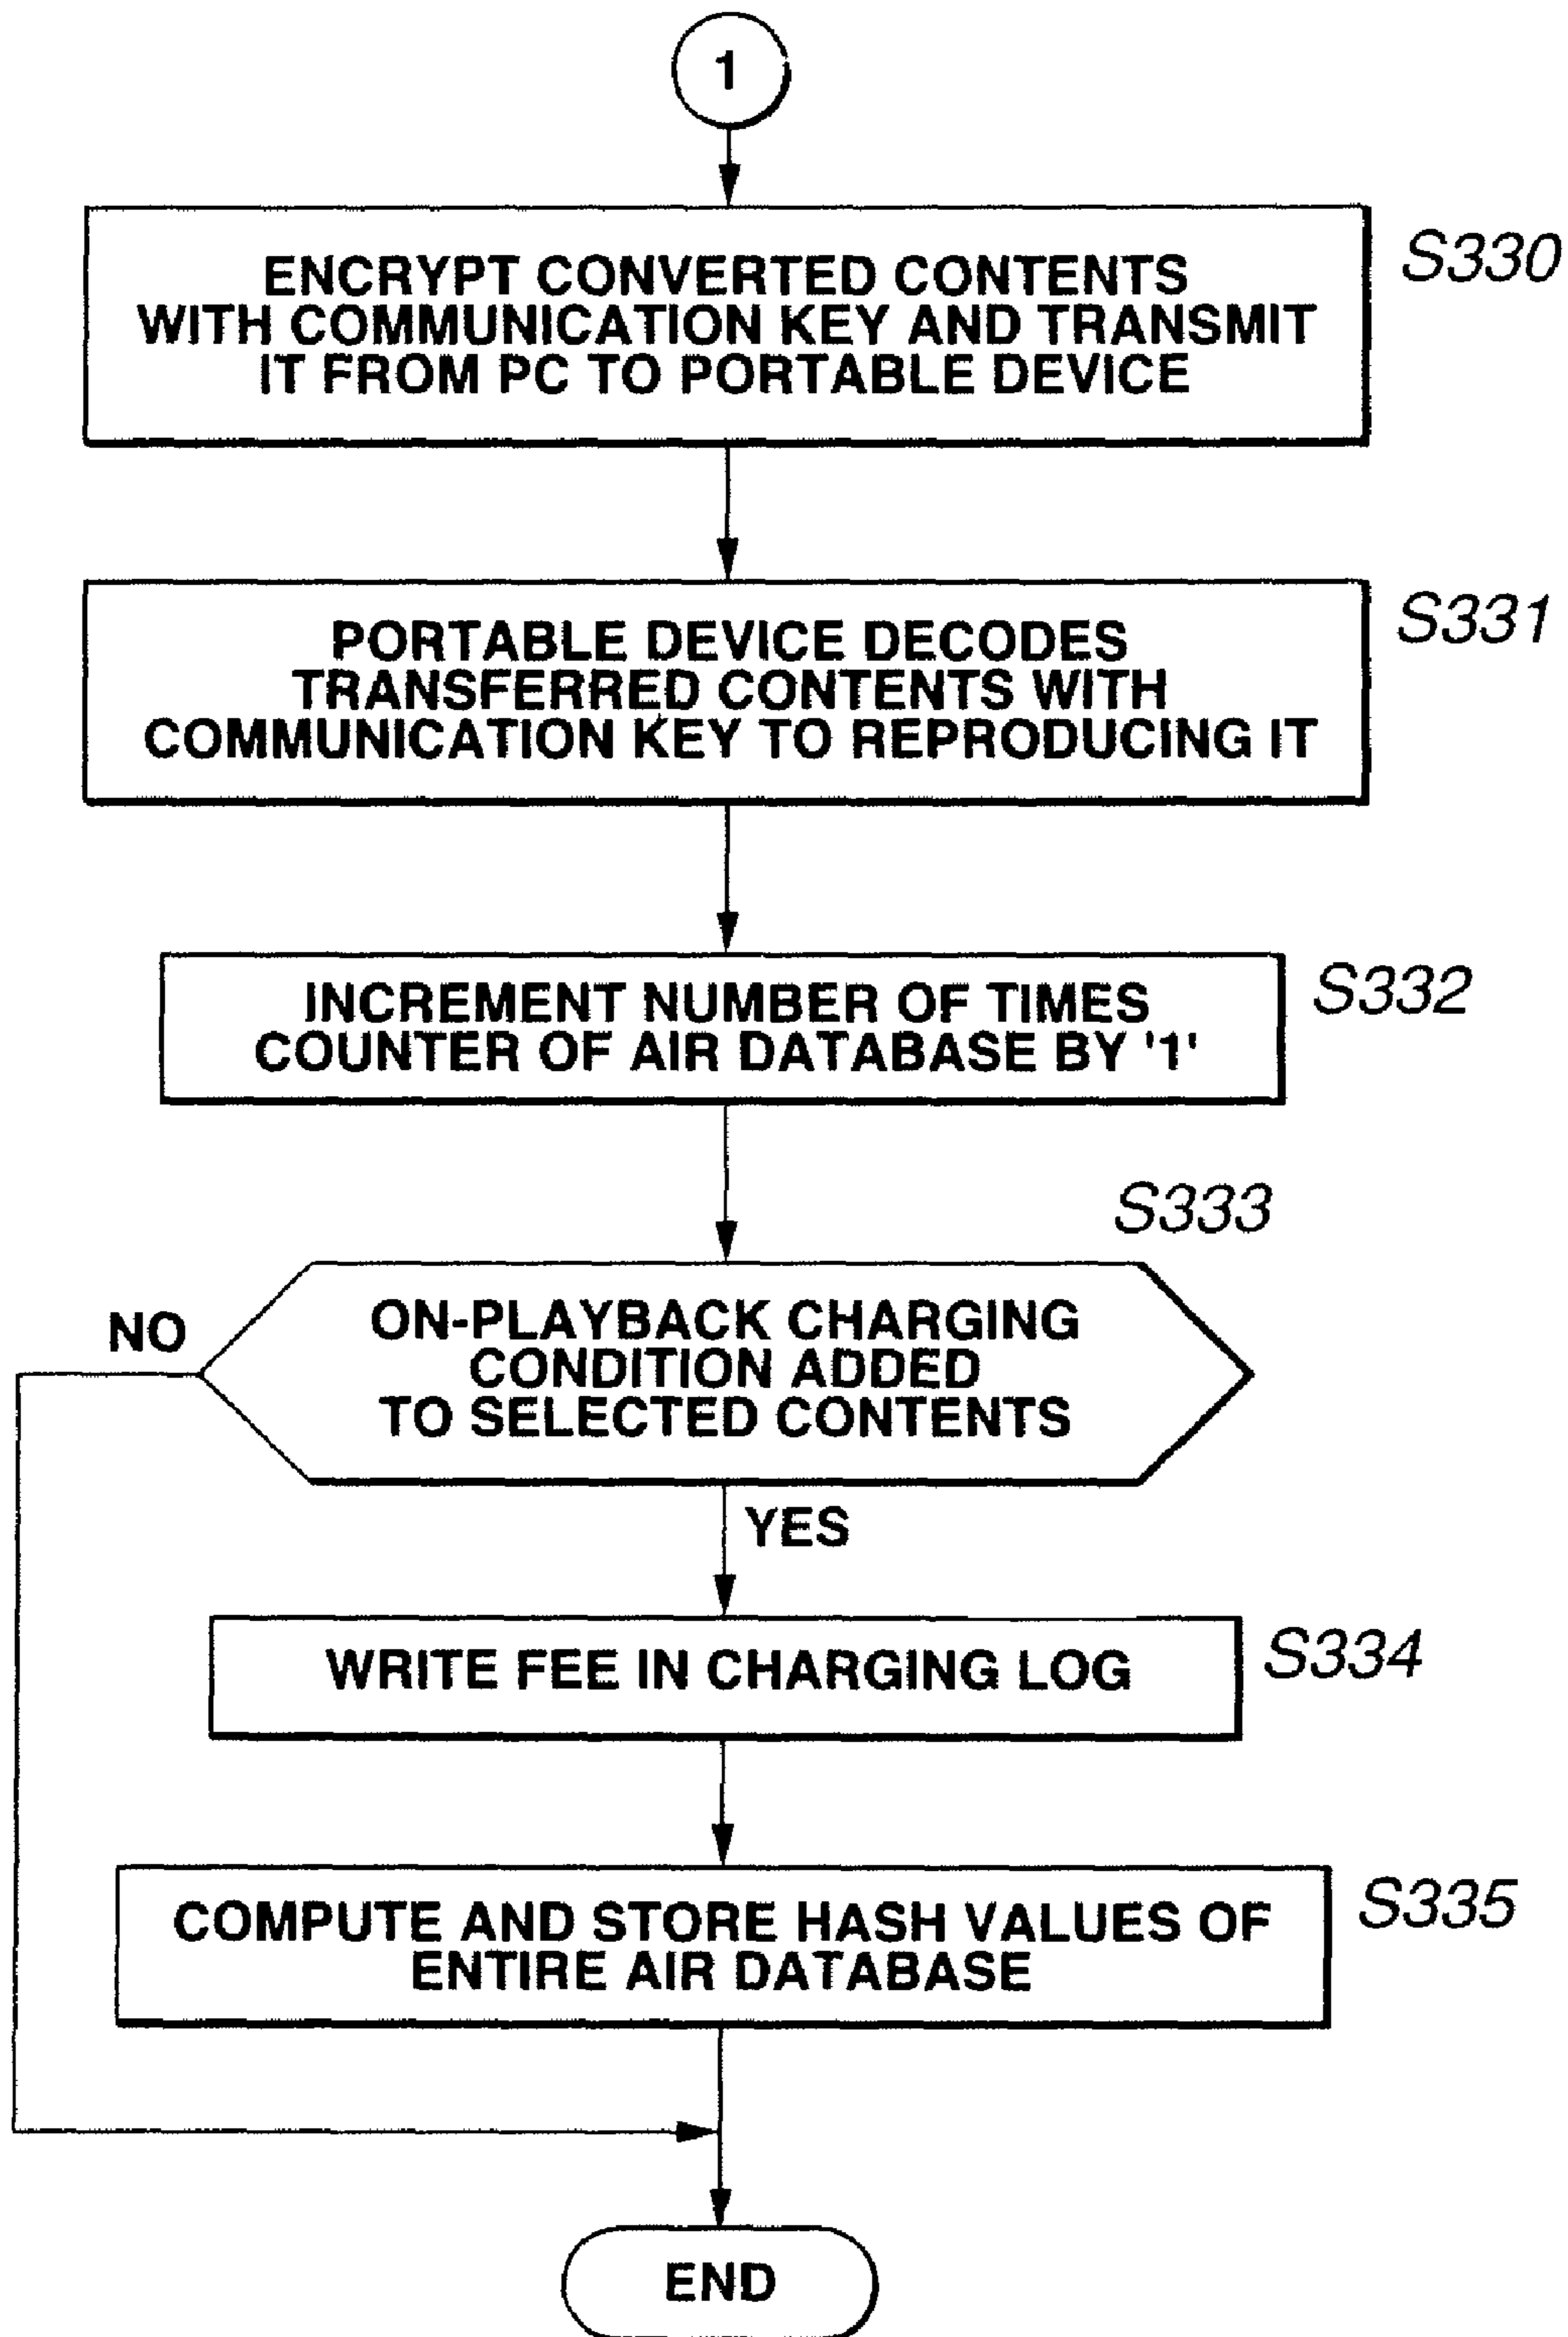 1
ENCRYPT CONVERTED CONTENTS
WITH COMMUNICATION KEY AND TRANSMIT
IT FROM PC TO PORTABLE DEVICE
S330
PORTABLE DEVICE DECODES
TRANSFERRED CONTENTS WITH
COMMUNICATION KEY TO REPRODUCING IT
S331
INCREMENT NUMBER OF TIMES
COUNTER OF AIR DATABASE BY '1'
S332
S333
NO
ON-PLAYBACK CHARGING
CONDITION ADDED
TO SELECTED CONTENTS
YES
WRITE FEE IN CHARGING LOG
S334
COMPUTE AND STORE HASH VALUES OF
ENTIRE AIR DATABASE
S335
END